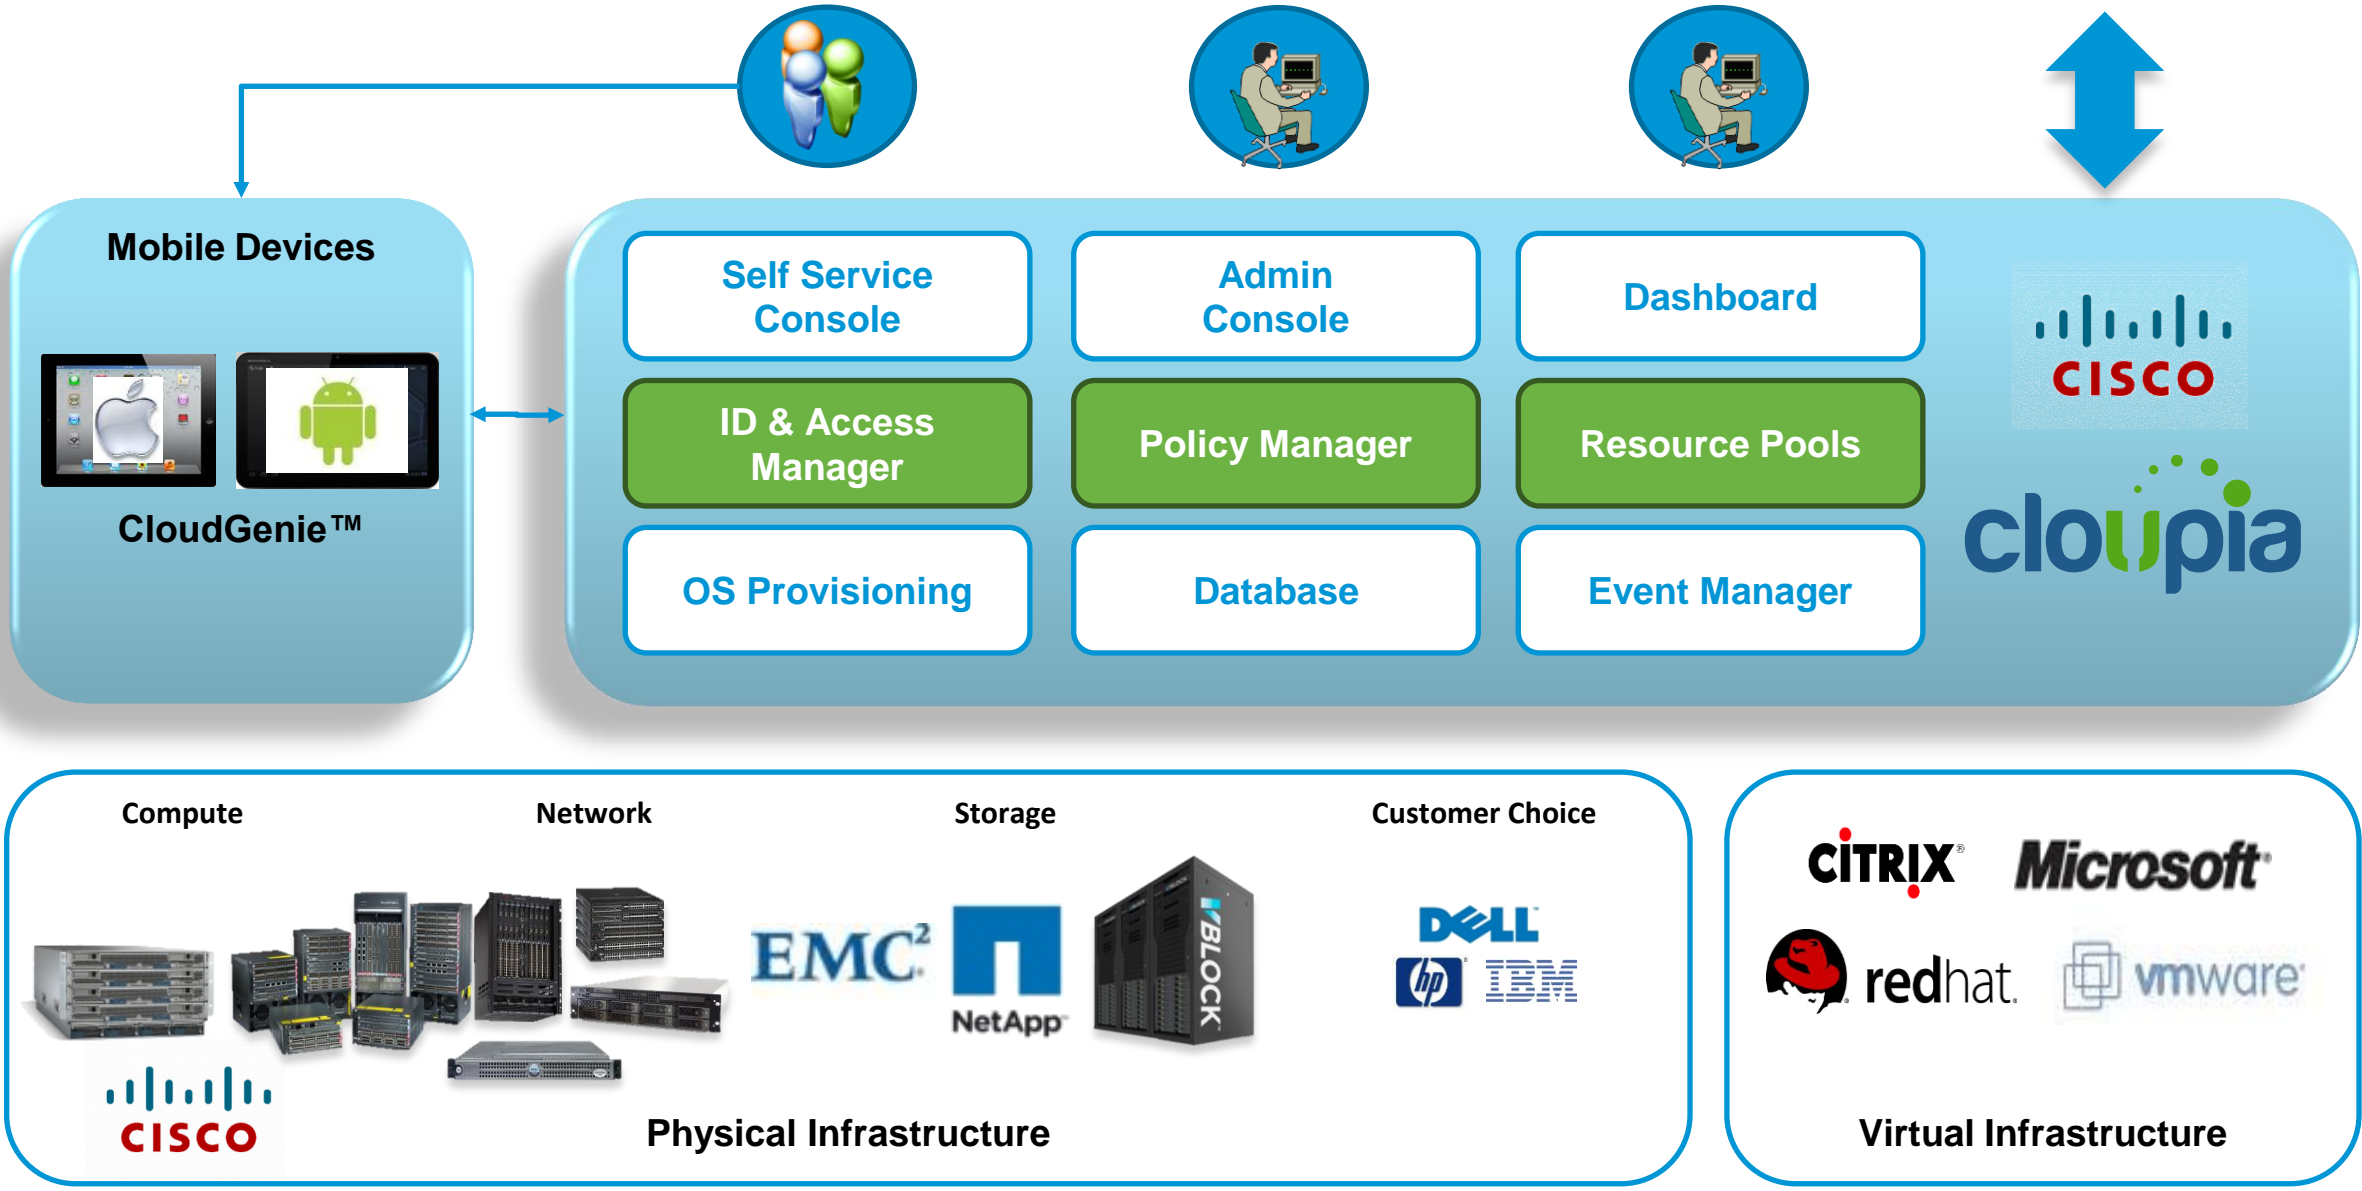 Mobile Devices
CloudGenie™
Self Service
Console
Admin
Console
Dashboard
ID & Access
Manager
Policy Manager
Resource Pools
OS Provisioning
Database
Event Manager
CISCO
cloupia
Compute
Network
Storage
Customer Choice
EMC²
NetApp
VBLOCK
DELL
hp
IBM
CISCO
Physical Infrastructure
CİTRIX®
Microsoft
redhat.
vmware
Virtual Infrastructure